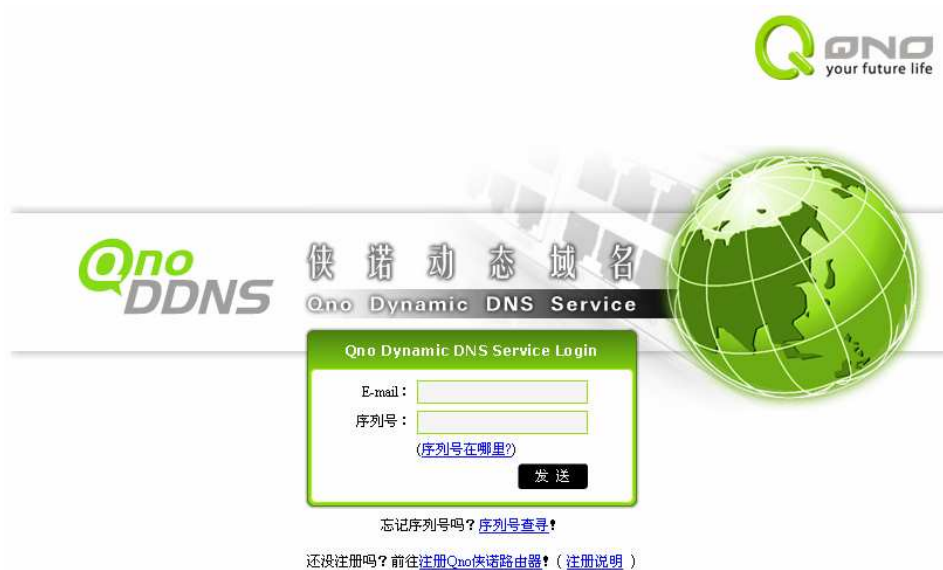 QNO
your future life
Qno
DDNS
侠诺动态域名
Qno Dynamic DNS Service
Qno Dynamic DNS Service Login
E-mail：
序列号：
(序列号在哪里?)
发 送
忘记序列号吗？序列号查寻！
还没注册吗？前往注册Qno侠诺路由器！( 注册说明 )